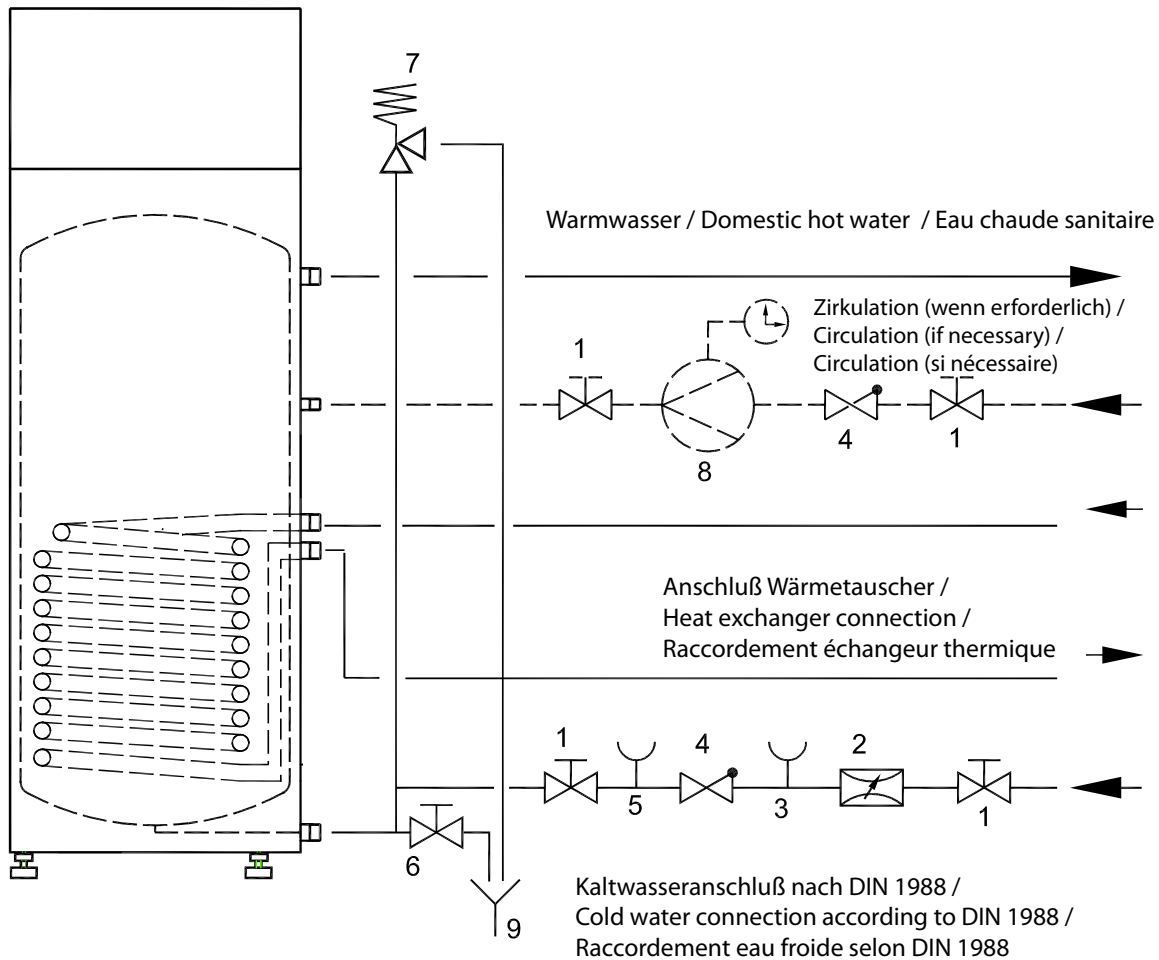 7
Warmwasser / Domestic hot water / Eau chaude sanitaire
Zirkulation (wenn erforderlich) /
Circulation (if necessary) /
Circulation (si nécessaire)
1
8
4
1
Anschluß Wärmetauscher /
Heat exchanger connection /
Raccordement échangeur thermique
1
5
4
3
2
1
6
9
Kaltwasseranschluß nach DIN 1988 /
Cold water connection according to DIN 1988 /
Raccordement eau froide selon DIN 1988